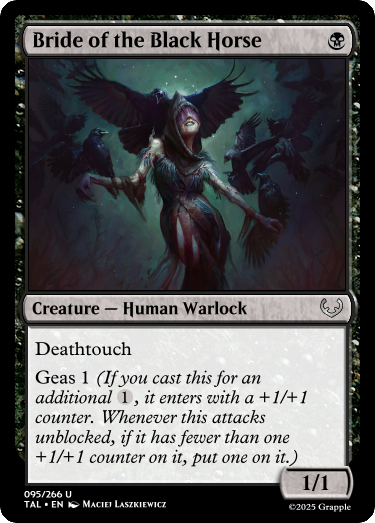 Bride of the Black Horse
Creature — Human Warlock
Deathtouch
Geas 1 (If you cast this for an
additional 1, it enters with a +1/+1
counter. Whenever this attacks
unblocked, if it has fewer than one
+1/+1 counter on it, put one on it.)
1/1
095/266 U
TAL • EN Maciej Laszkiewicz
©2025 Grapple